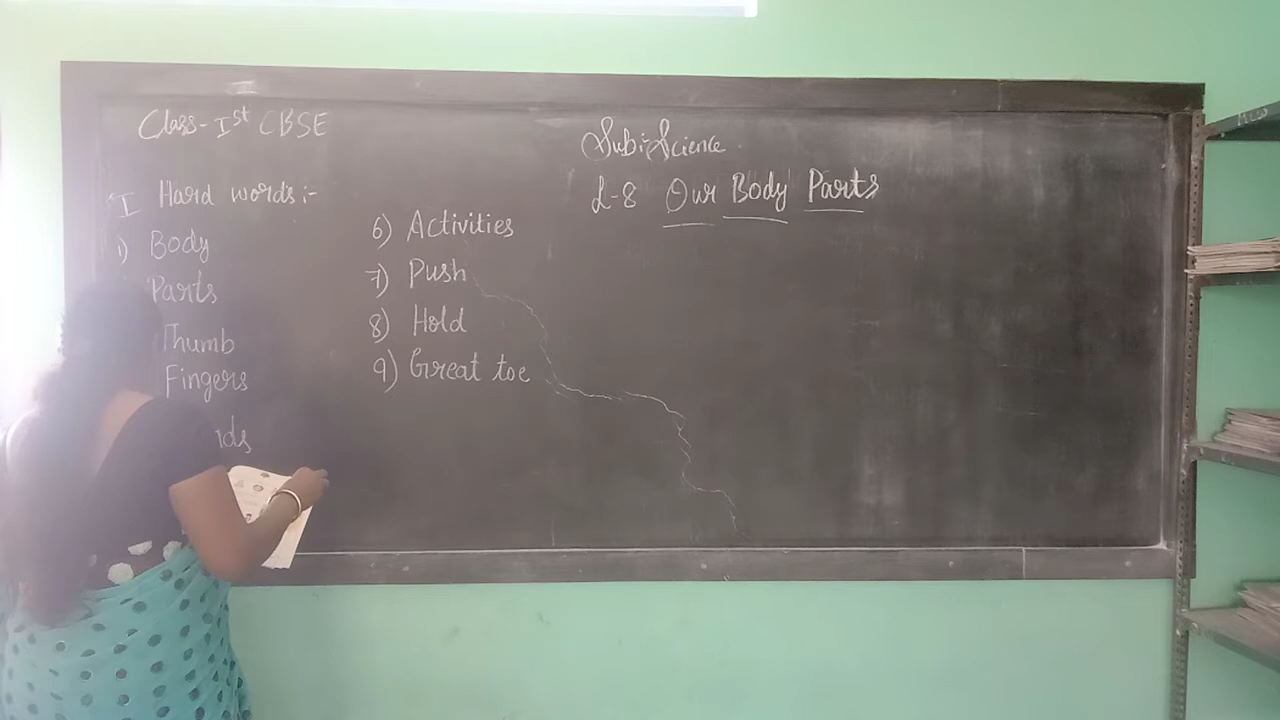 Class-Ist CBSE
Sub:-Science
L-8 Our Body Parts
I Hard words:-
1) Body
Parts
Thumb
Fingers
6) Activities
7) Push
8) Hold
9) Great toe